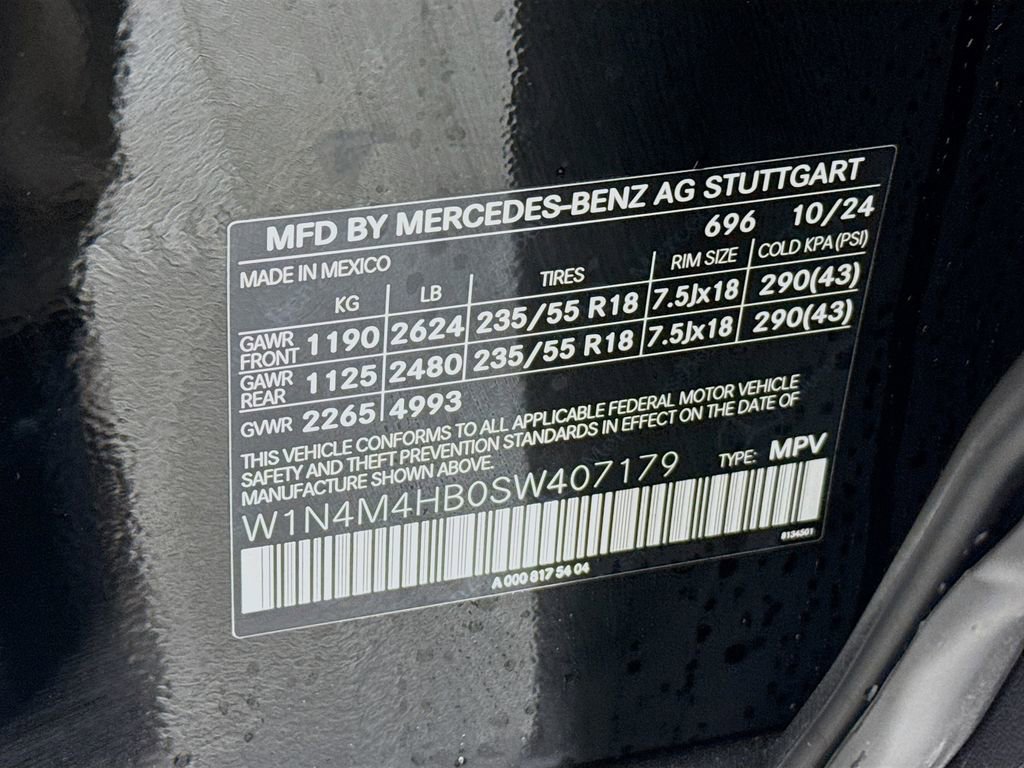 MFD BY MERCEDES-BENZ AG STUTTGART
696 10/24
MADE IN MEXICO
KG LB TIRES RIM SIZE COLD KPA (PSI)
GAWR FRONT 1190 2624 235/55 R18 7.5Jx18 290(43)
GAWR REAR 1125 2480 235/55 R18 7.5Jx18 290(43)
GVWR 2265 4993
THIS VEHICLE CONFORMS TO ALL APPLICABLE FEDERAL MOTOR VEHICLE
SAFETY AND THEFT PREVENTION STANDARDS IN EFFECT ON THE DATE OF
MANUFACTURE SHOWN ABOVE.
W1N4M4HB0SW407179 TYPE: MPV
A 000 817 54 04
8134501